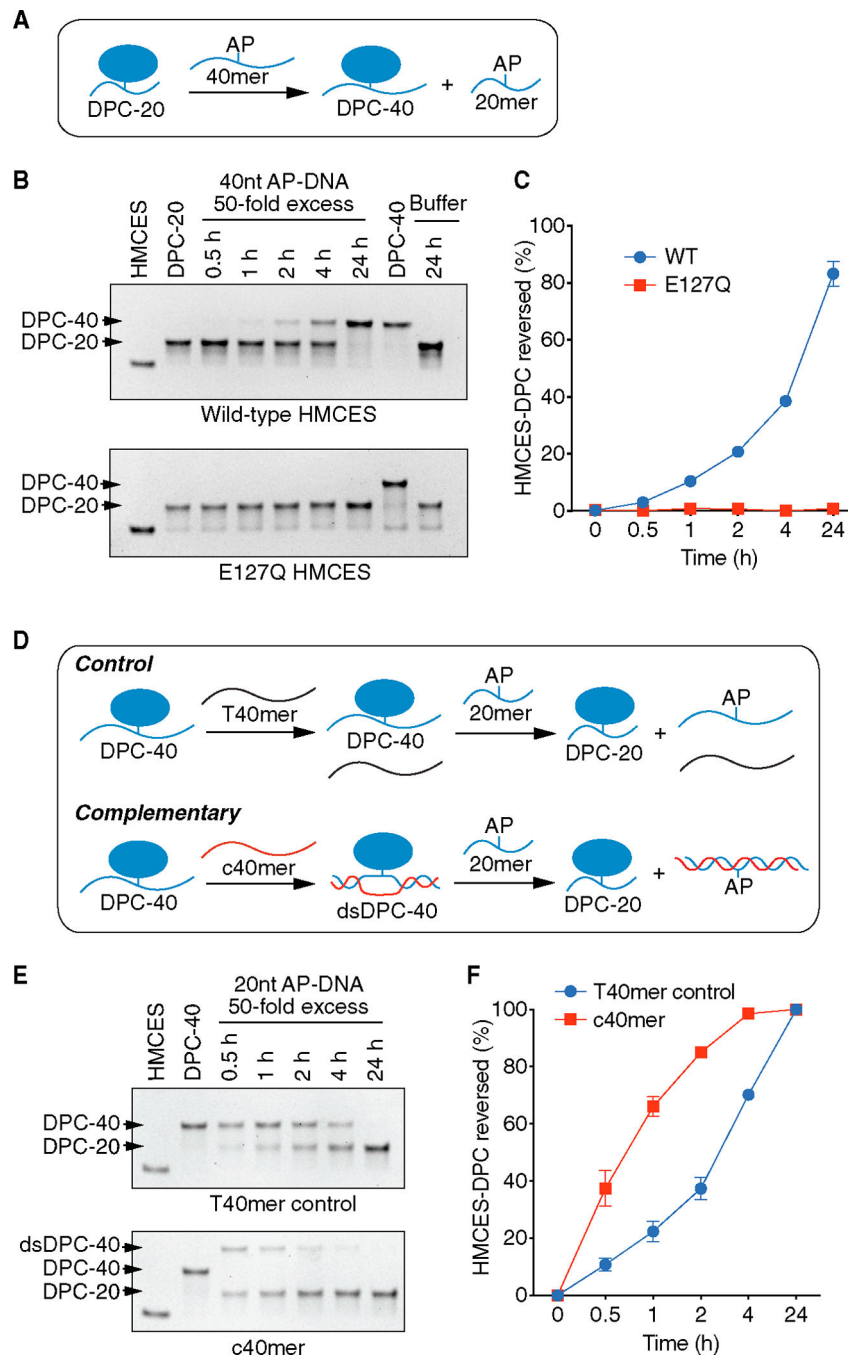 A
DPC-20
AP
40mer
DPC-40
+
AP
20mer
B
HMCES
DPC-20
40nt AP-DNA
50-fold excess
0.5 h
1 h
2 h
4 h
24 h
DPC-40
Buffer
24 h
DPC-40
DPC-20
Wild-type HMCES
DPC-40
DPC-20
E127Q HMCES
C
HMCES-DPC reversed (%)
100
80
60
40
20
0
WT
E127Q
0 0.5 1 2 4 24
Time (h)
D
Control
DPC-40
T40mer
DPC-40
AP
20mer
DPC-20
+
AP
Complementary
DPC-40
c40mer
dsDPC-40
AP
20mer
DPC-20
+
AP
E
HMCES
DPC-40
20nt AP-DNA
50-fold excess
0.5 h
1 h
2 h
4 h
24 h
DPC-40
DPC-20
T40mer control
dsDPC-40
DPC-40
DPC-20
c40mer
F
T40mer control
c40mer
HMCES-DPC reversed (%)
100
80
60
40
20
0
0 0.5 1 2 4 24
Time (h)